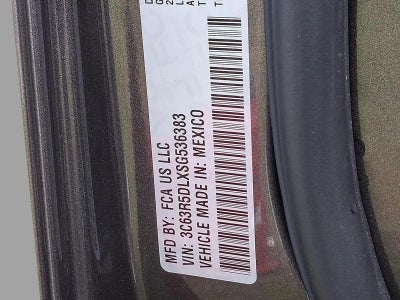 MFD BY: FCA US LLC
VIN: 3C63R5DLXSG536383
VEHICLE MADE IN: MEXICO